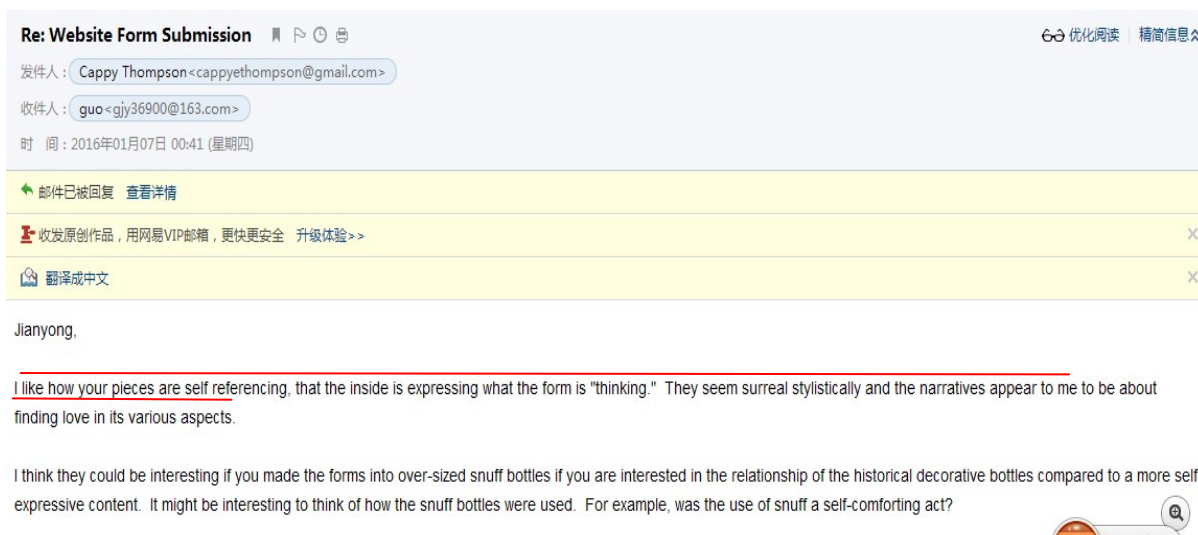 Re: Website Form Submission
优化阅读 精简信息
发件人：Cappy Thompson<cappyethompson@gmail.com>
收件人：guo<gjy36900@163.com>
时 间：2016年01月07日 00:41 (星期四)
邮件已被回复 查看详情
收发原创作品，用网易VIP邮箱，更快更安全 升级体验>>
翻译成中文
Jianyong,
I like how your pieces are self referencing, that the inside is expressing what the form is "thinking." They seem surreal stylistically and the narratives appear to me to be about
finding love in its various aspects.
I think they could be interesting if you made the forms into over-sized snuff bottles if you are interested in the relationship of the historical decorative bottles compared to a more self
expressive content. It might be interesting to think of how the snuff bottles were used. For example, was the use of snuff a self-comforting act?